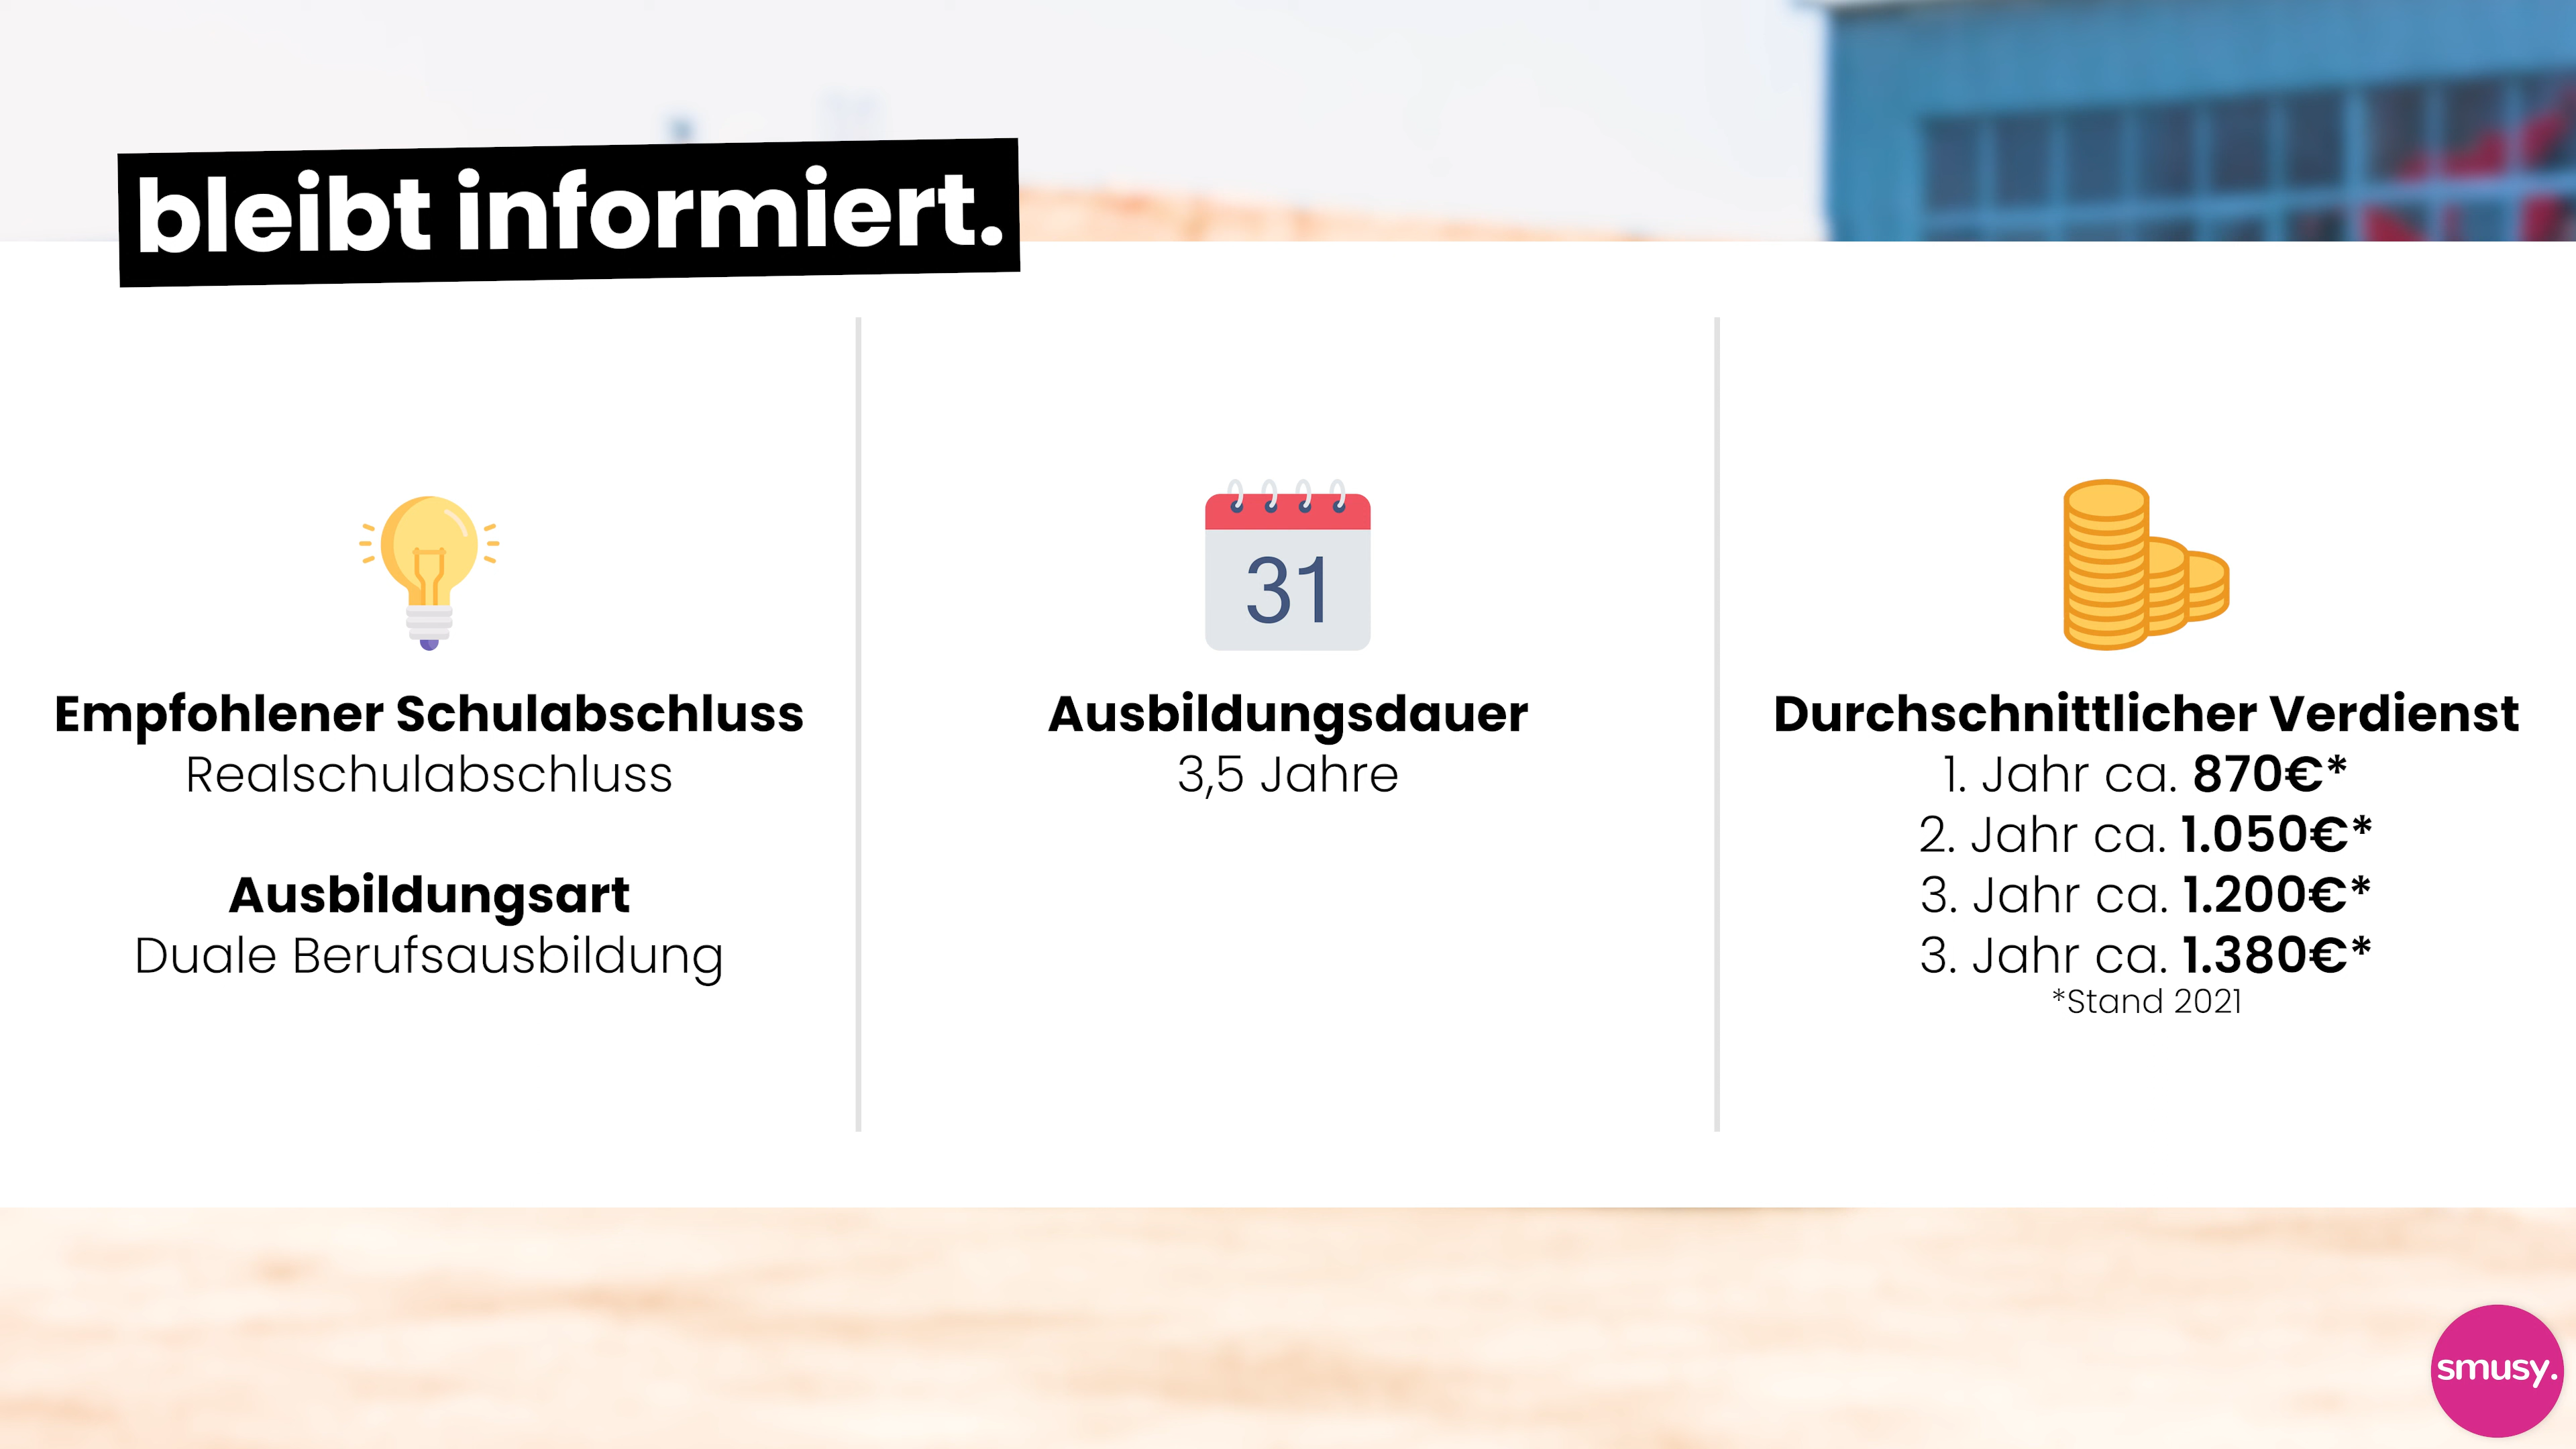 bleibt informiert.
Empfohlener Schulabschluss
Realschulabschluss
Ausbildungsart
Duale Berufsausbildung
31
Ausbildungsdauer
3,5 Jahre
Durchschnittlicher Verdienst
1. Jahr ca. 870€*
2. Jahr ca. 1.050€*
3. Jahr ca. 1.200€*
3. Jahr ca. 1.380€*
*Stand 2021
smusy.